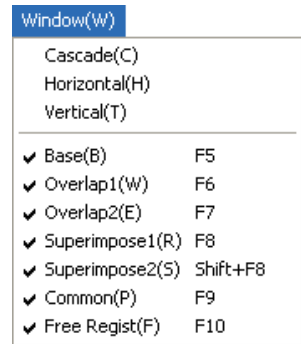 Window(W)
Cascade(C)
Horizontal(H)
Vertical(T)
Base(B) F5
Overlap1(W) F6
Overlap2(E) F7
Superimpose1(R) F8
Superimpose2(S) Shift+F8
Common(P) F9
Free Regist(F) F10